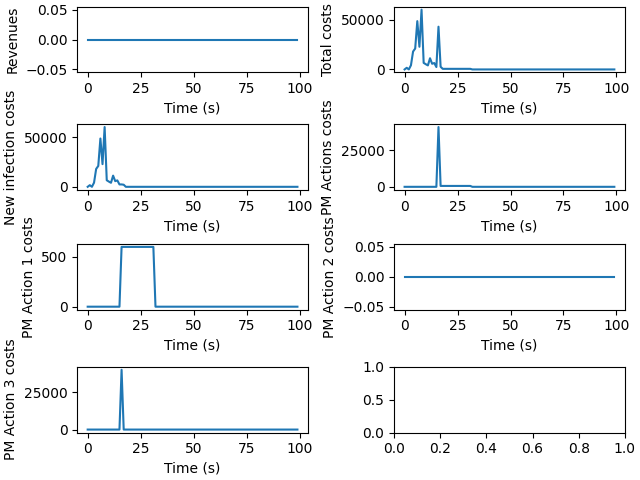 Revenues
0.05
0.00
−0.05
0 25 50 75 100
Time (s)
Total costs
50000
0
0 25 50 75 100
Time (s)
New infection costs
50000
0
0 25 50 75 100
Time (s)
PM Actions costs
25000
0
0 25 50 75 100
Time (s)
PM Action 1 costs
500
0
0 25 50 75 100
Time (s)
PM Action 2 costs
0.05
0.00
−0.05
0 25 50 75 100
Time (s)
PM Action 3 costs
25000
0
0 25 50 75 100
Time (s)
1.0
0.5
0.0
0.0 0.2 0.4 0.6 0.8 1.0